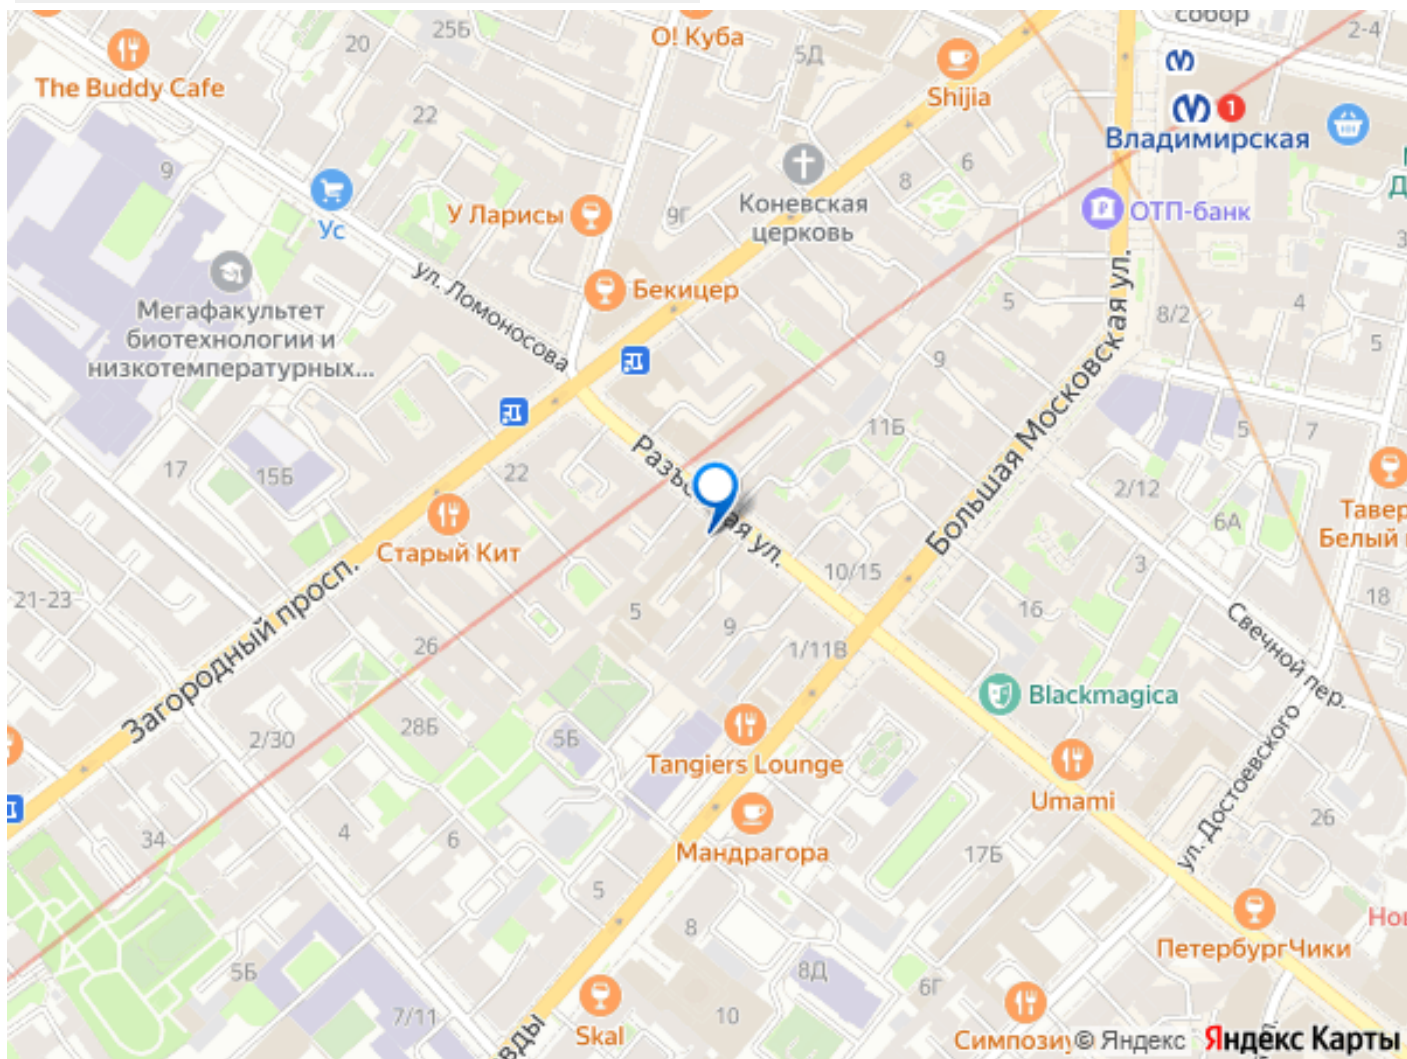 собор
2-4
20
25Б
О! Куба
5Д
The Buddy Cafe
Shijia
22
Владимирская
1
9
6
8
Коневская
церковь
У Ларисы
9Г
ОТП-банк
Ус
3
ул. Ломоносова
Бекицер
Мегафакультет
биотехнологии и
низкотемпературных...
5
8/2
4
5
9
Большая Московская ул.
11Б
5
7
17
15Б
22
2/12
6А
Старый Кит
Белый
Загородный просп.
ая ул.
10/15
3
21-23
5
9
16
18
Свечной пер.
26
1/11В
Blackmagica
28Б
2/30
5Б
Tangiers Lounge
Umami
ул. Достоевского
26
34
4
6
Мандрагора
17Б
5
8
ПетербургЧики
5Б
8Д
6Г
7/11
10
Skal
© Яндекс
Яндекс Карты